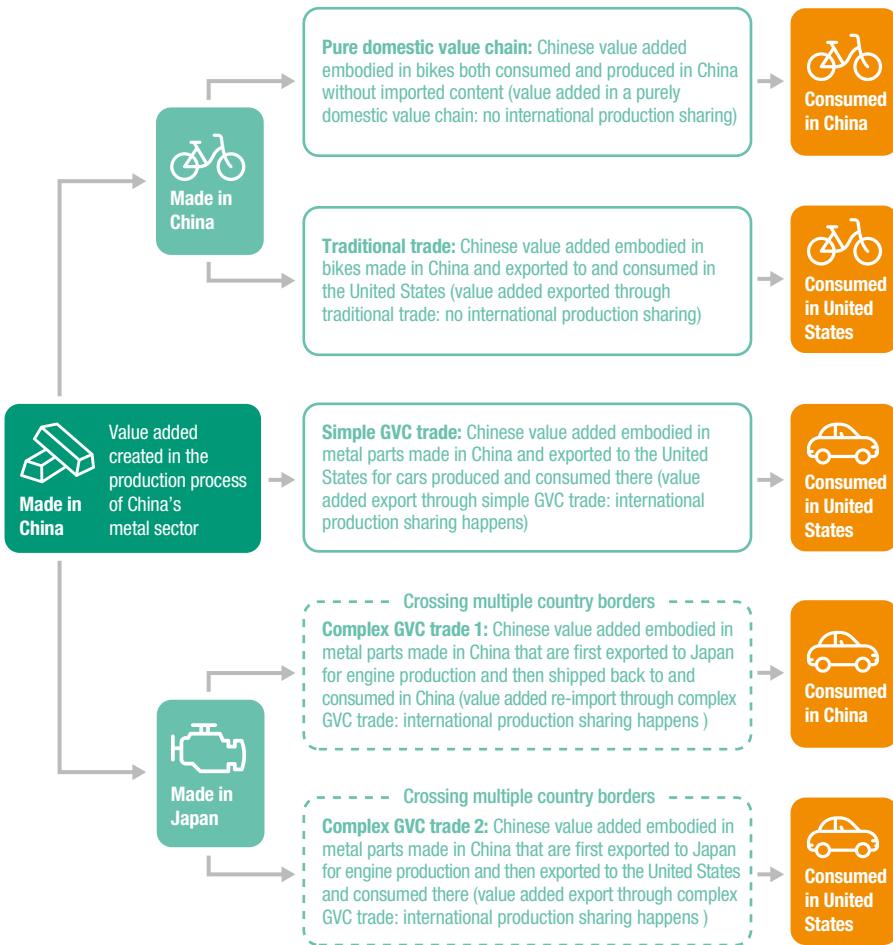 Pure domestic value chain: Chinese value added
embodied in bikes both consumed and produced in China
without imported content (value added in a purely
domestic value chain: no international production sharing)
Consumed
in China
Made in
China
Traditional trade: Chinese value added embodied in
bikes made in China and exported to and consumed in
the United States (value added exported through
traditional trade: no international production sharing)
Consumed
in United
States
Made in
China
Value added
created in the
production process
of China's
metal sector
Simple GVC trade: Chinese value added embodied in
metal parts made in China and exported to the United
States for cars produced and consumed there (value
added export through simple GVC trade: international
production sharing happens)
Consumed
in United
States
Crossing multiple country borders
Complex GVC trade 1: Chinese value added embodied in
metal parts made in China that are first exported to Japan
for engine production and then shipped back to and
consumed in China (value added re-import through complex
GVC trade: international production sharing happens )
Consumed
in China
Made in
Japan
Crossing multiple country borders
Complex GVC trade 2: Chinese value added embodied in
metal parts made in China that are first exported to Japan
for engine production and then exported to the United States
and consumed there (value added export through complex
GVC trade: international production sharing happens )
Consumed
in United
States